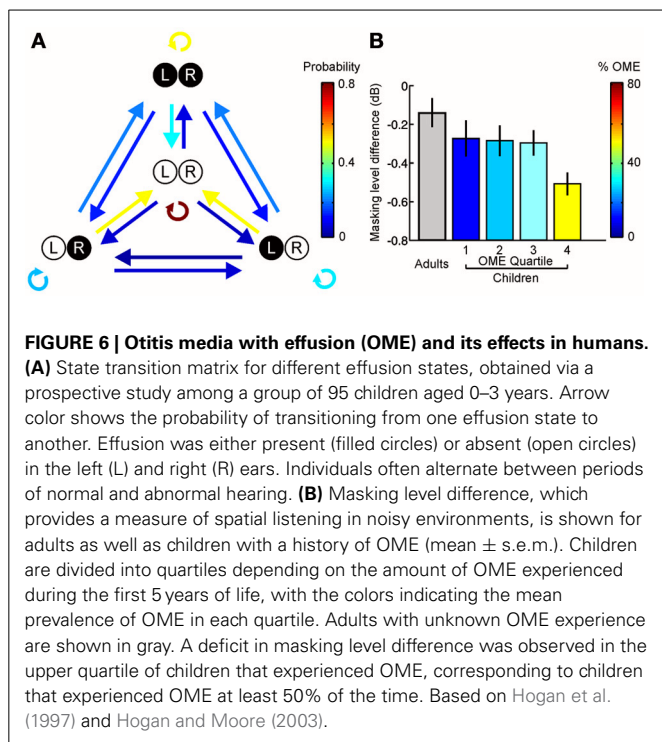 A
B
Probability
0.8
0.4
0
L R
L R
L R
L R
Masking level difference (dB)
0
-0.2
-0.4
-0.6
-0.8
% OME
80
40
0
Adults
1 2 3 4
OME Quartile
Children
FIGURE 6 | Otitis media with effusion (OME) and its effects in humans.
(A) State transition matrix for different effusion states, obtained via a
prospective study among a group of 95 children aged 0–3 years. Arrow
color shows the probability of transitioning from one effusion state to
another. Effusion was either present (filled circles) or absent (open circles)
in the left (L) and right (R) ears. Individuals often alternate between periods
of normal and abnormal hearing. (B) Masking level difference, which
provides a measure of spatial listening in noisy environments, is shown for
adults as well as children with a history of OME (mean ± s.e.m.). Children
are divided into quartiles depending on the amount of OME experienced
during the first 5 years of life, with the colors indicating the mean
prevalence of OME in each quartile. Adults with unknown OME experience
are shown in gray. A deficit in masking level difference was observed in the
upper quartile of children that experienced OME, corresponding to children
that experienced OME at least 50% of the time. Based on Hogan et al.
(1997) and Hogan and Moore (2003).